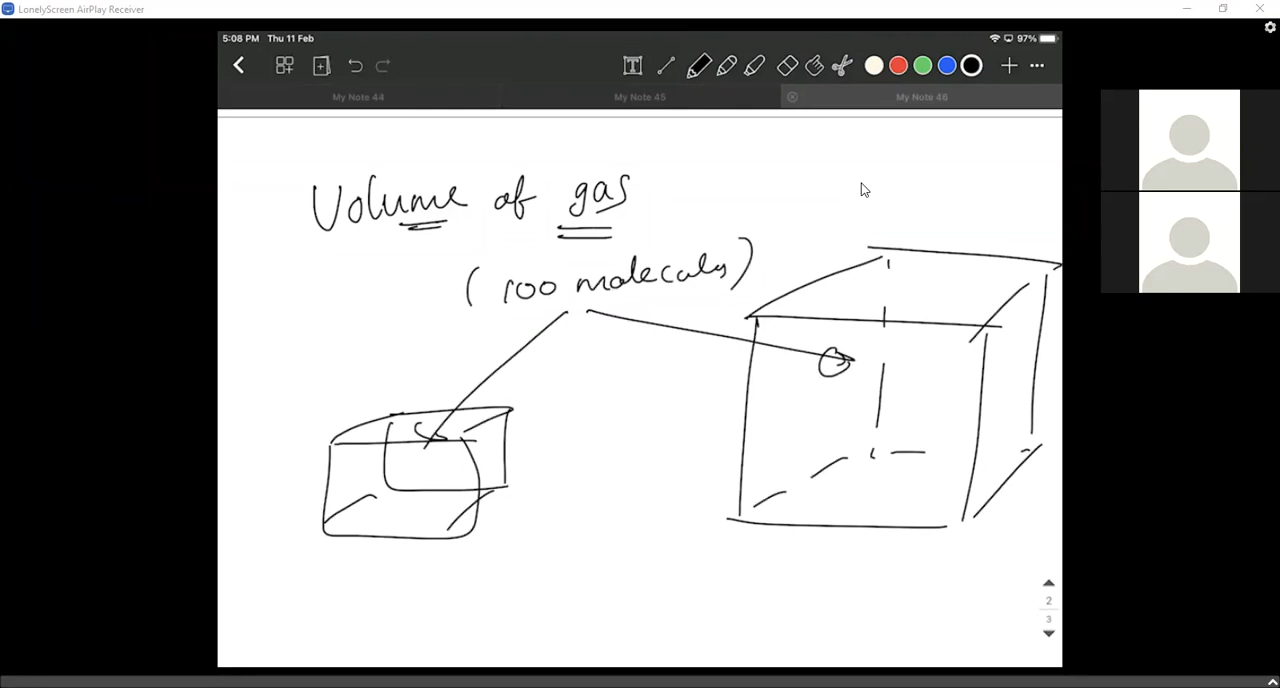 LonelyScreen AirPlay Receiver
5:08 PM Thu 11 Feb
97%
My Note 44
My Note 45
My Note 46
Volume of gas
(100 molecules)
2
3